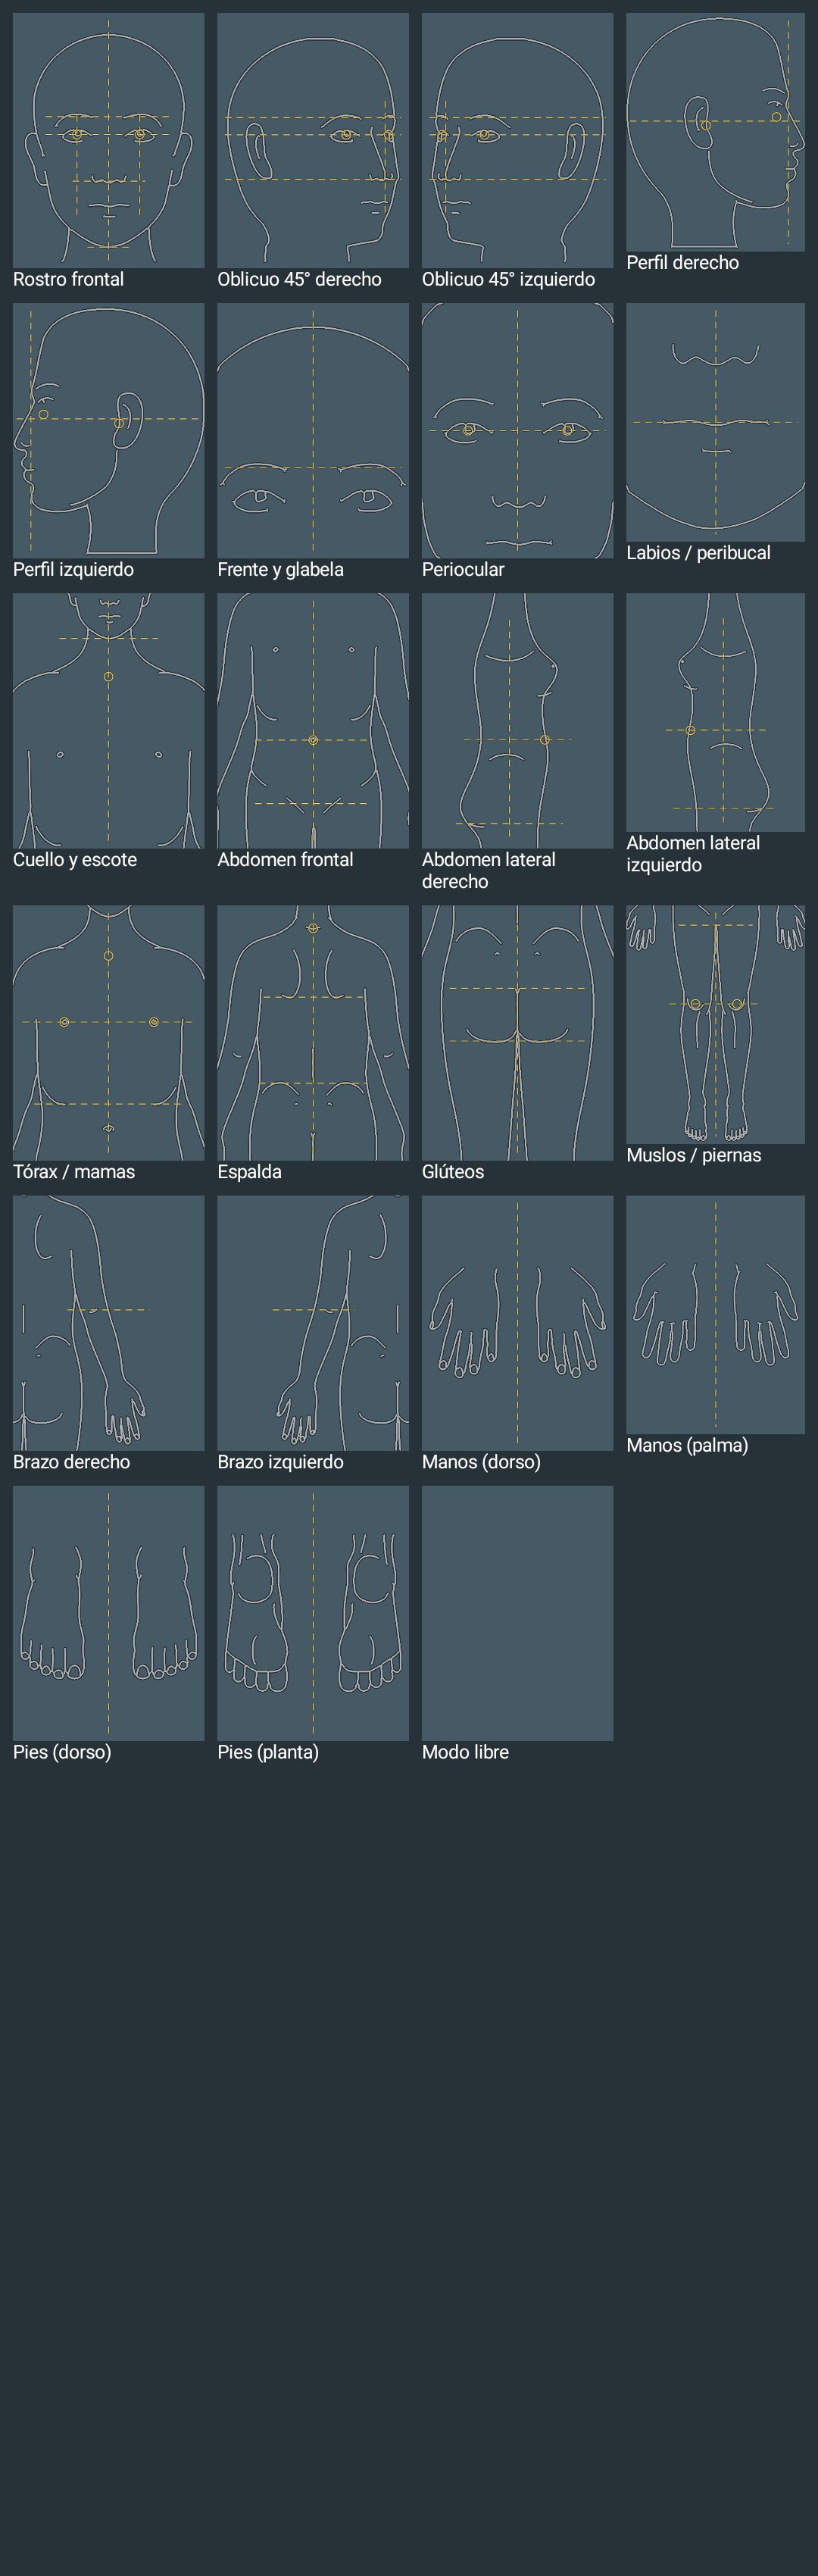 Rostro frontal
Oblicuo 45° derecho
Oblicuo 45° izquierdo
Perfil derecho
Perfil izquierdo
Frente y glabela
Periocular
Labios / peribucal
Cuello y escote
Abdomen frontal
Abdomen lateral
derecho
Abdomen lateral
izquierdo
Tórax / mamas
Espalda
Glúteos
Muslos / piernas
Brazo derecho
Brazo izquierdo
Manos (dorso)
Manos (palma)
Pies (dorso)
Pies (planta)
Modo libre